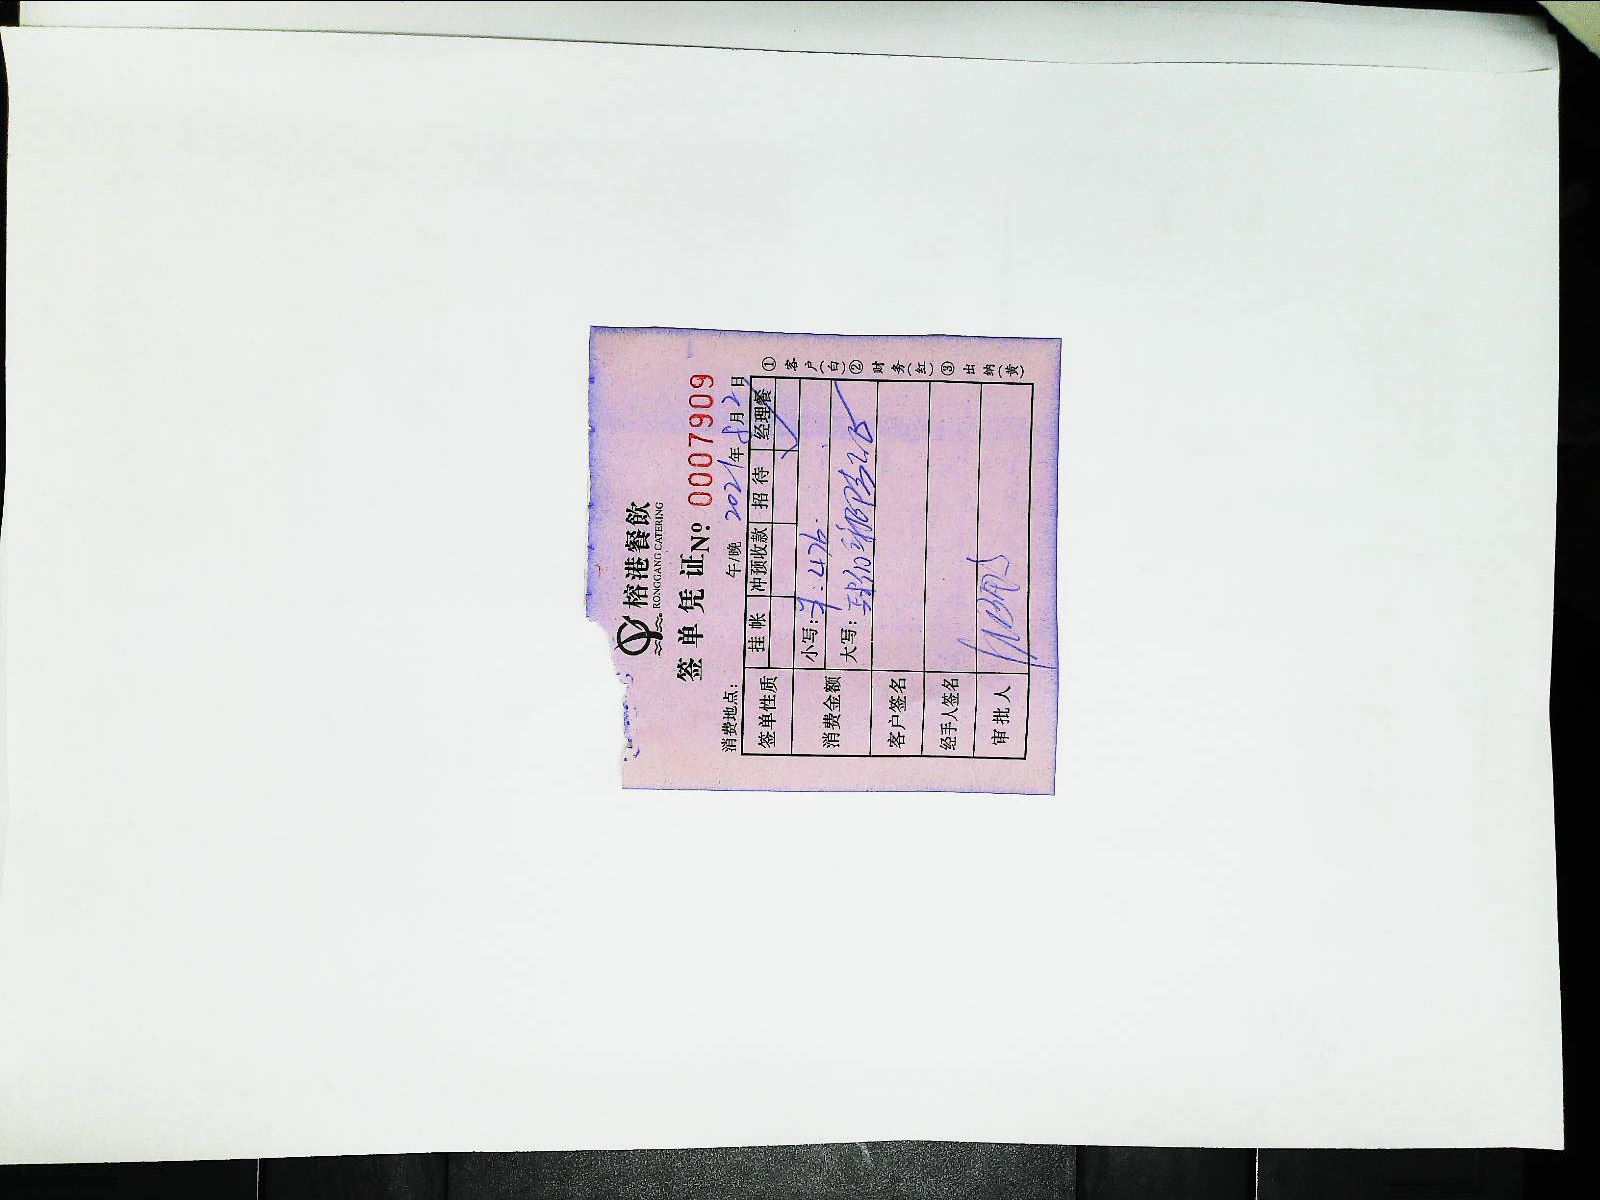 榕港餐飲
RONGGANG CATERING
签单凭证 Nº: 0007909
消费地点: 午/晚 2021年8月2日
签单性质 挂帐 冲预收款 招待 经理餐
消费金额 小写: 476.
大写:
客户签名
经手人签名
审批人
①客户(白)②财务(红)③出纳(黄)